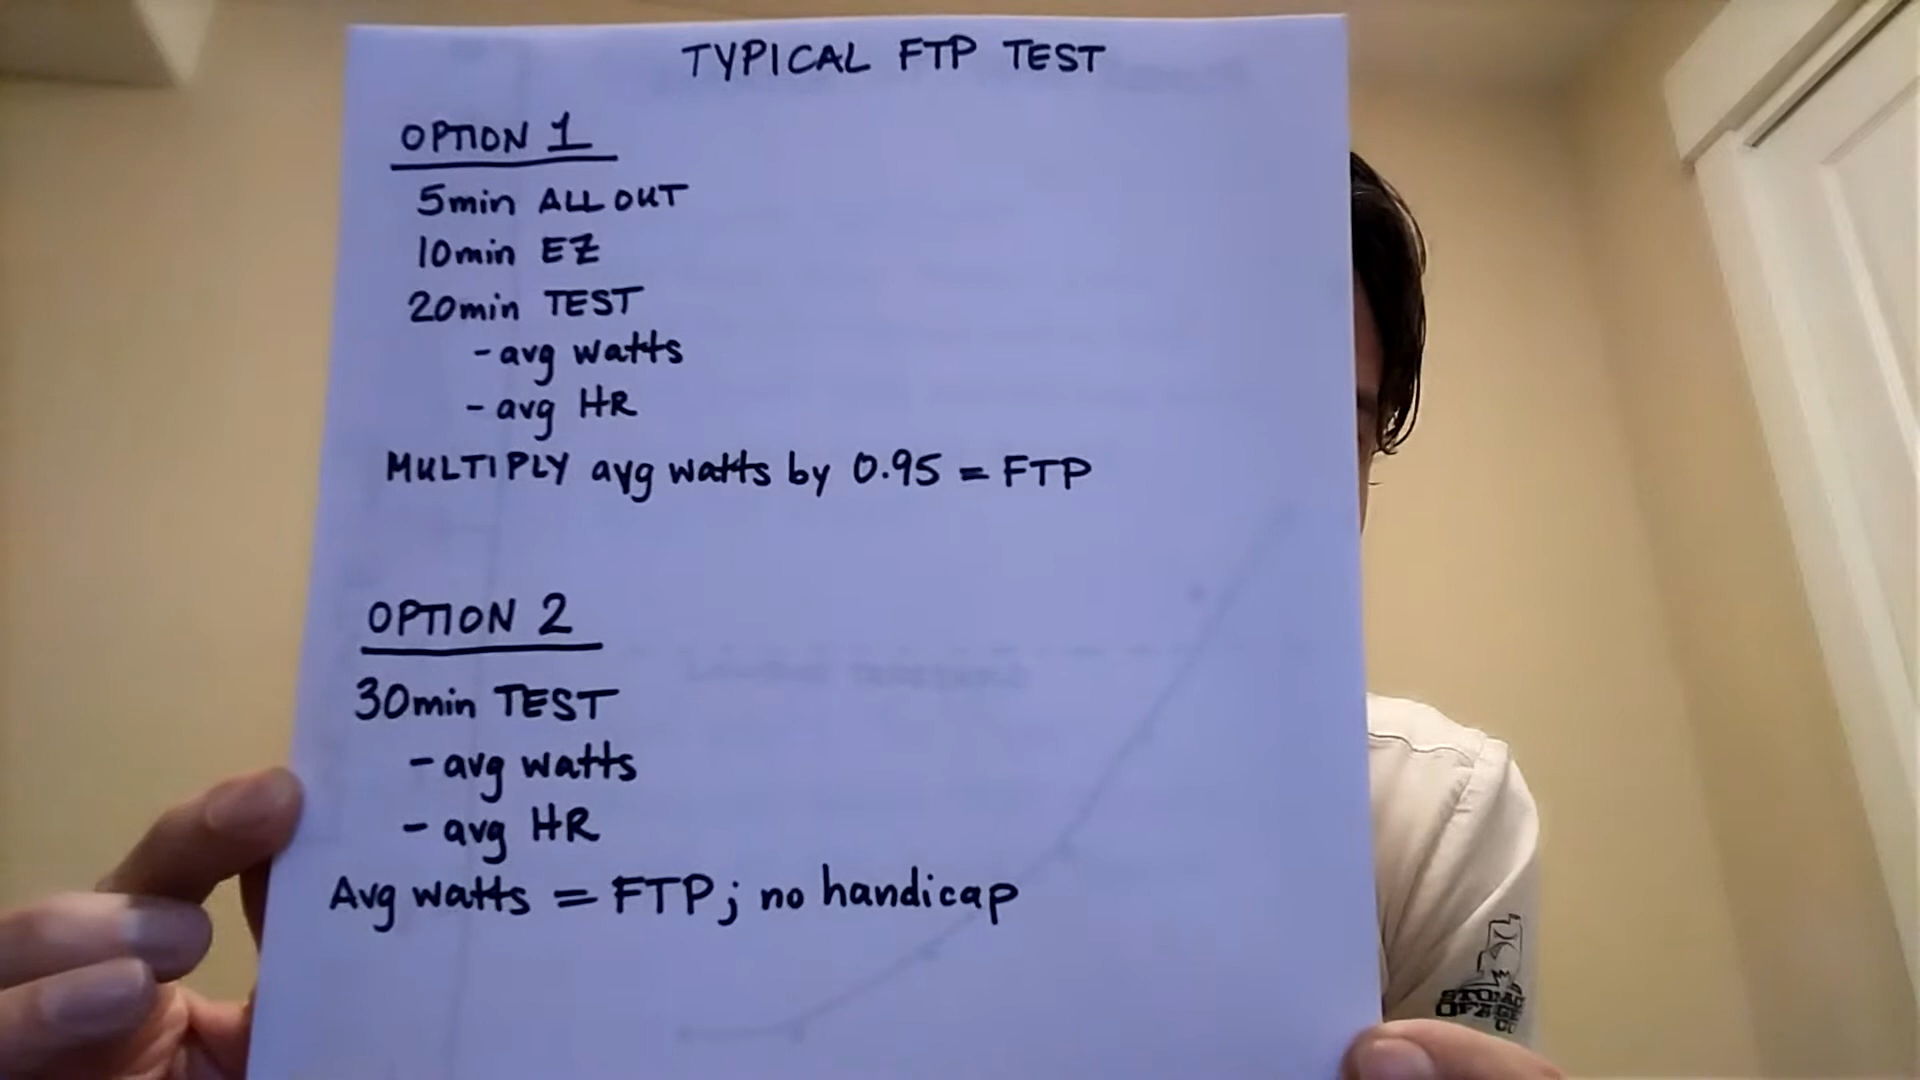 TYPICAL FTP TEST
OPTION 1
5min ALL OUT
10min EZ
20min TEST
- avg watts
- avg HR
MULTIPLY avg watts by 0.95 = FTP
OPTION 2
30min TEST
- avg watts
- avg HR
Avg watts = FTP; no handicap